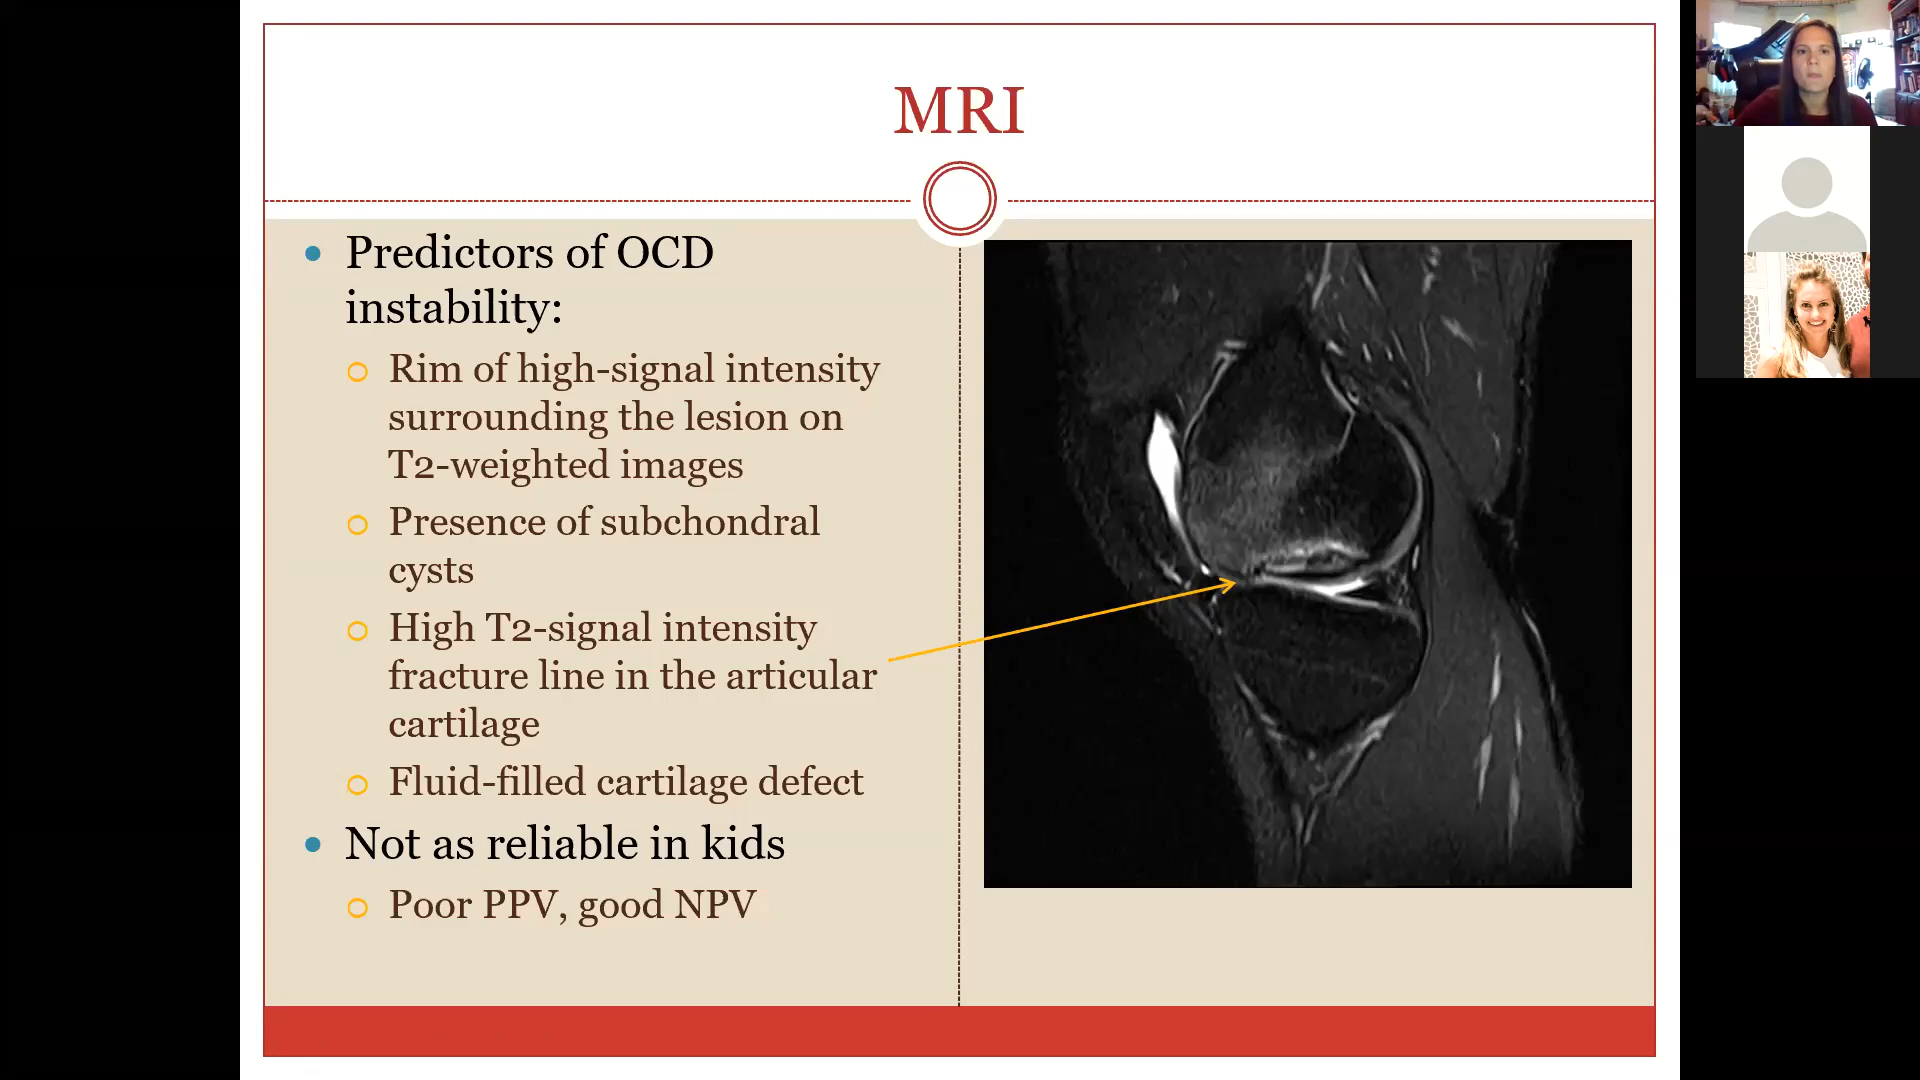 MRI
Predictors of OCD
instability:
Rim of high-signal intensity
surrounding the lesion on
T2-weighted images
Presence of subchondral
cysts
High T2-signal intensity
fracture line in the articular
cartilage
Fluid-filled cartilage defect
Not as reliable in kids
Poor PPV, good NPV